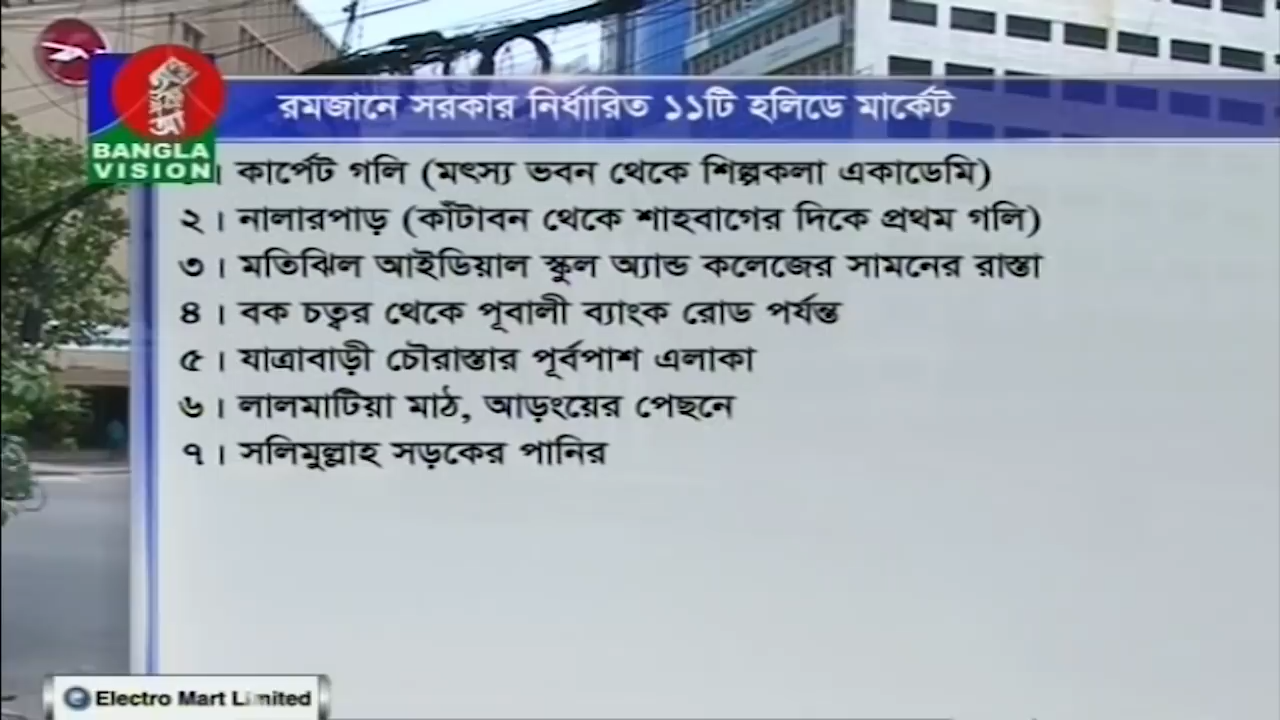 রমজানে সরকার নির্ধারিত ১১টি হলিডে মার্কেট
BANGLA
VISION
। কার্পেট গলি (মৎস্য ভবন থেকে শিল্পকলা একাডেমি)
২। নালারপাড় (কাঁটাবন থেকে শাহবাগের দিকে প্রথম গলি)
৩। মতিঝিল আইডিয়াল স্কুল অ্যান্ড কলেজের সামনের রাস্তা
৪। বক চত্বর থেকে পূবালী ব্যাংক রোড পর্যন্ত
৫। যাত্রাবাড়ী চৌরাস্তার পূর্বপাশ এলাকা
৬। লালমাটিয়া মাঠ, আড়ংয়ের পেছনে
৭। সলিমুল্লাহ সড়কের পানির
Electro Mart Limited